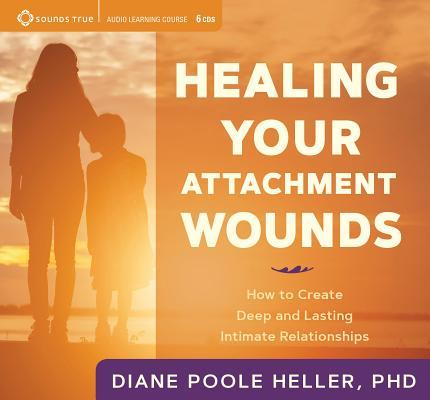 SOUNDS TRUE AUDIO LEARNING COURSE 6 CDS
HEALING
YOUR
ATTACHMENT
WOUNDS
How to Create
Deep and Lasting
Intimate Relationships
DIANE POOLE HELLER, PHD